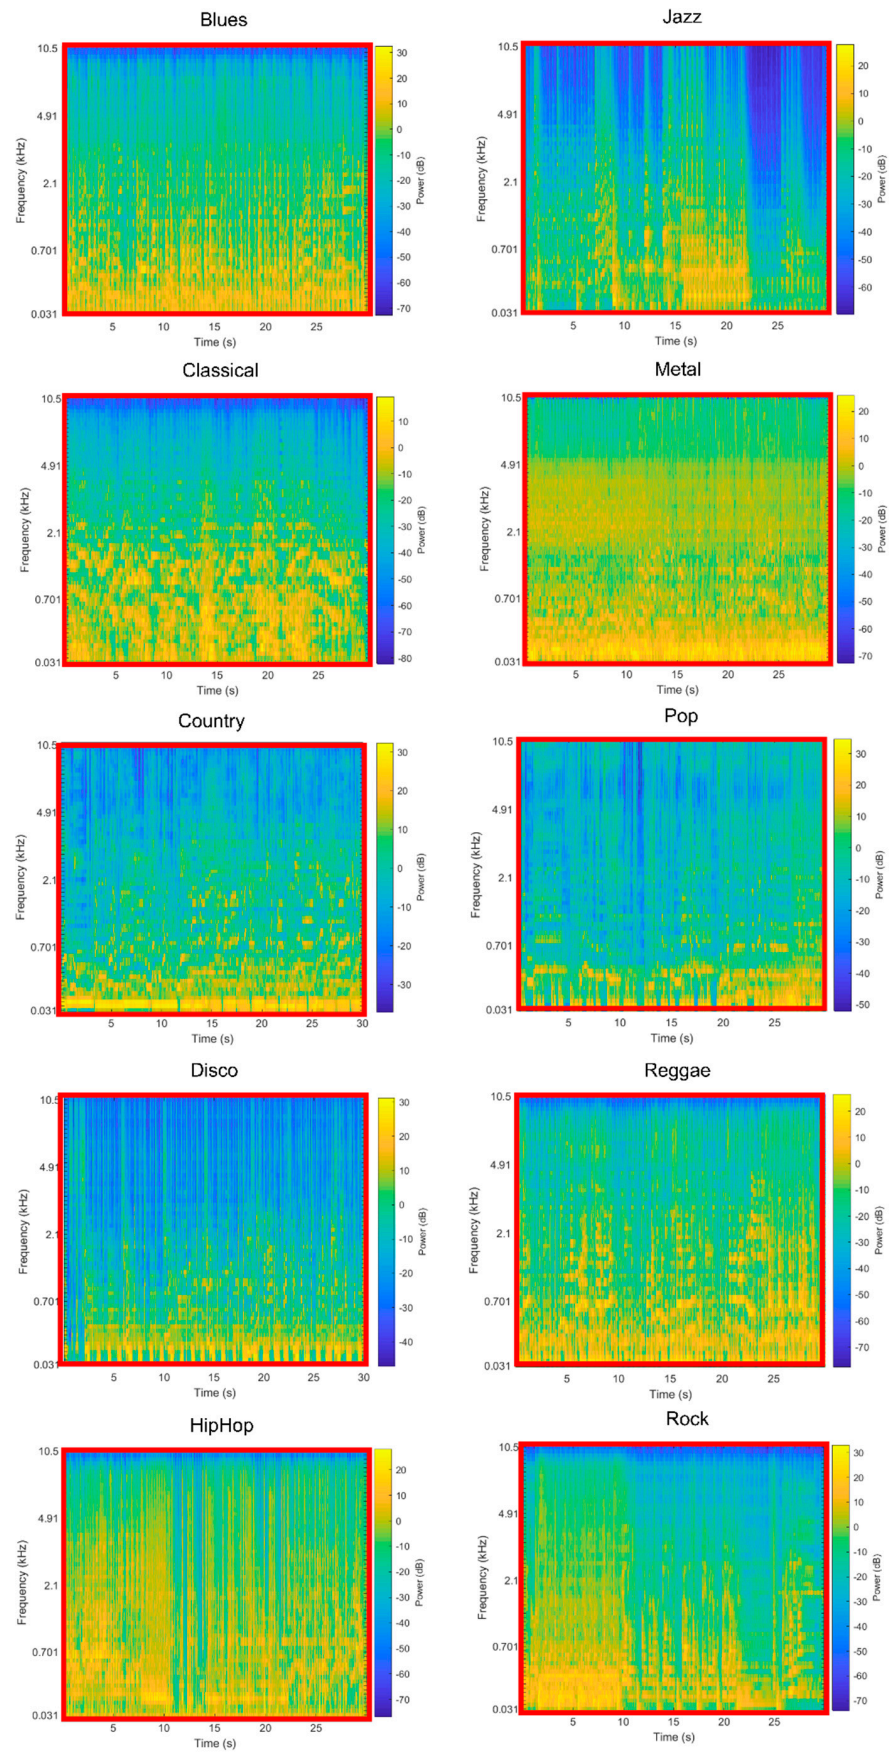 Blues
10.5
4.91
2.1
0.701
0.031
Frequency (kHz)
5 10 15 20 25
Time (s)
30
20
10
0
-10
-20
-30
-40
-50
-60
-70
Power (dB)
Jazz
10.5
4.91
2.1
0.701
0.031
Frequency (kHz)
5 10 15 20 25
Time (s)
20
10
0
-10
-20
-30
-40
-50
-60
Power (dB)
Classical
10.5
4.91
2.1
0.701
0.031
Frequency (kHz)
5 10 15 20 25
Time (s)
10
0
-10
-20
-30
-40
-50
-60
-70
-80
Power (dB)
Metal
10.5
4.91
2.1
0.701
0.031
Frequency (kHz)
5 10 15 20 25
Time (s)
20
10
0
-10
-20
-30
-40
-50
-60
-70
Power (dB)
Country
10.5
4.91
2.1
0.701
0.031
Frequency (kHz)
5 10 15 20 25 30
Time (s)
30
20
10
0
-10
-20
-30
Power (dB)
Pop
10.5
4.91
2.1
0.701
0.031
Frequency (kHz)
5 10 15 20 25
Time (s)
30
20
10
0
-10
-20
-30
-40
-50
Power (dB)
Disco
10.5
4.91
2.1
0.701
0.031
Frequency (kHz)
5 10 15 20 25 30
Time (s)
30
20
10
0
-10
-20
-30
-40
Power (dB)
Reggae
10.5
4.91
2.1
0.701
0.031
Frequency (kHz)
5 10 15 20 25
Time (s)
20
10
0
-10
-20
-30
-40
-50
-60
-70
Power (dB)
HipHop
10.5
4.91
2.1
0.701
0.031
Frequency (kHz)
5 10 15 20 25
Time (s)
20
10
0
-10
-20
-30
-40
-50
-60
-70
Power (dB)
Rock
10.5
4.91
2.1
0.701
0.031
Frequency (kHz)
5 10 15 20 25
Time (s)
30
20
10
0
-10
-20
-30
-40
-50
-60
-70
Power (dB)